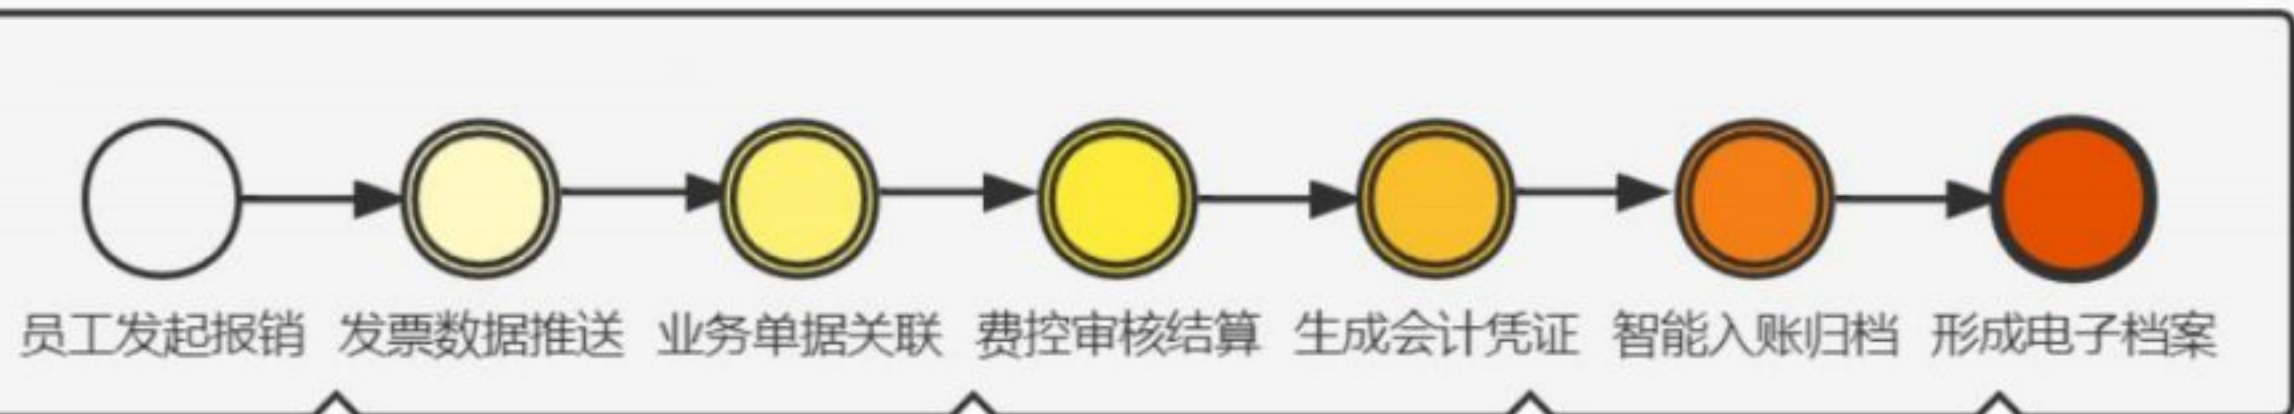 员工发起报销 发票数据推送 业务单据关联 费控审核结算 生成会计凭证 智能入账归档 形成电子档案